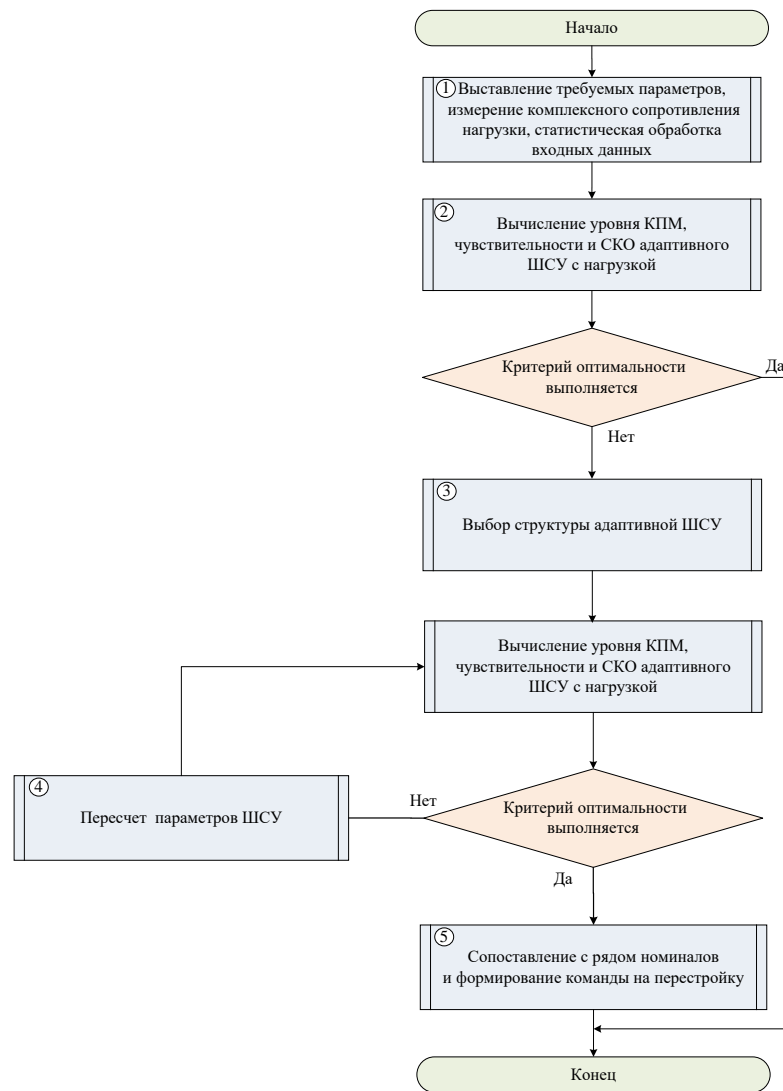 Начало
1
Выставление требуемых параметров,
измерение комплексного сопротивления
нагрузки, статистическая обработка
входных данных
2
Вычисление уровня КПМ,
чувствительности и СКО адаптивного
ШСУ с нагрузкой
Критерий оптимальности
выполняется
Да
Нет
3
Выбор структуры адаптивной ШСУ
Вычисление уровня КПМ,
чувствительности и СКО адаптивного
ШСУ с нагрузкой
4
Пересчет параметров ШСУ
Нет
Критерий оптимальности
выполняется
Да
5
Сопоставление с рядом номиналов
и формирование команды на перестройку
Конец